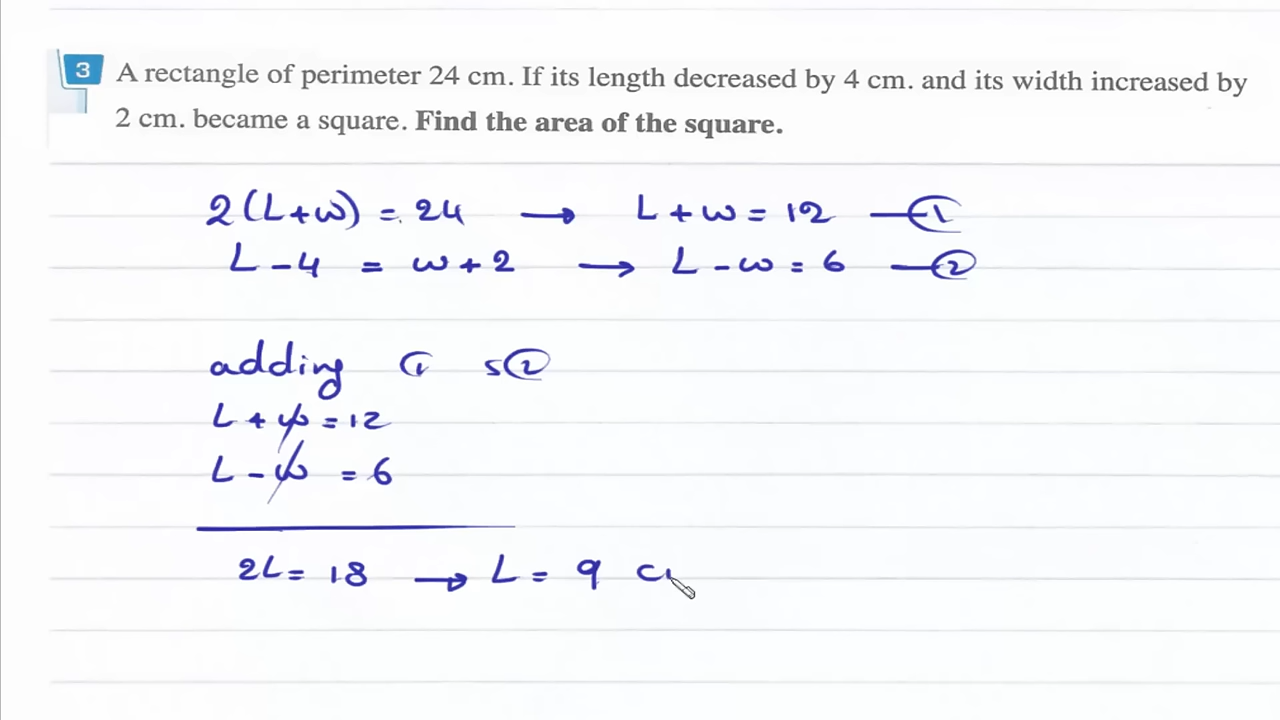 3 A rectangle of perimeter 24 cm. If its length decreased by 4 cm. and its width increased by
2 cm. became a square. Find the area of the square.
2(L+w) = 24 → L+w = 12 —①
L-4 = w+2 → L-w = 6 —②
adding ① , ②
L+w = 12
L-w = 6
2L = 18 → L = 9